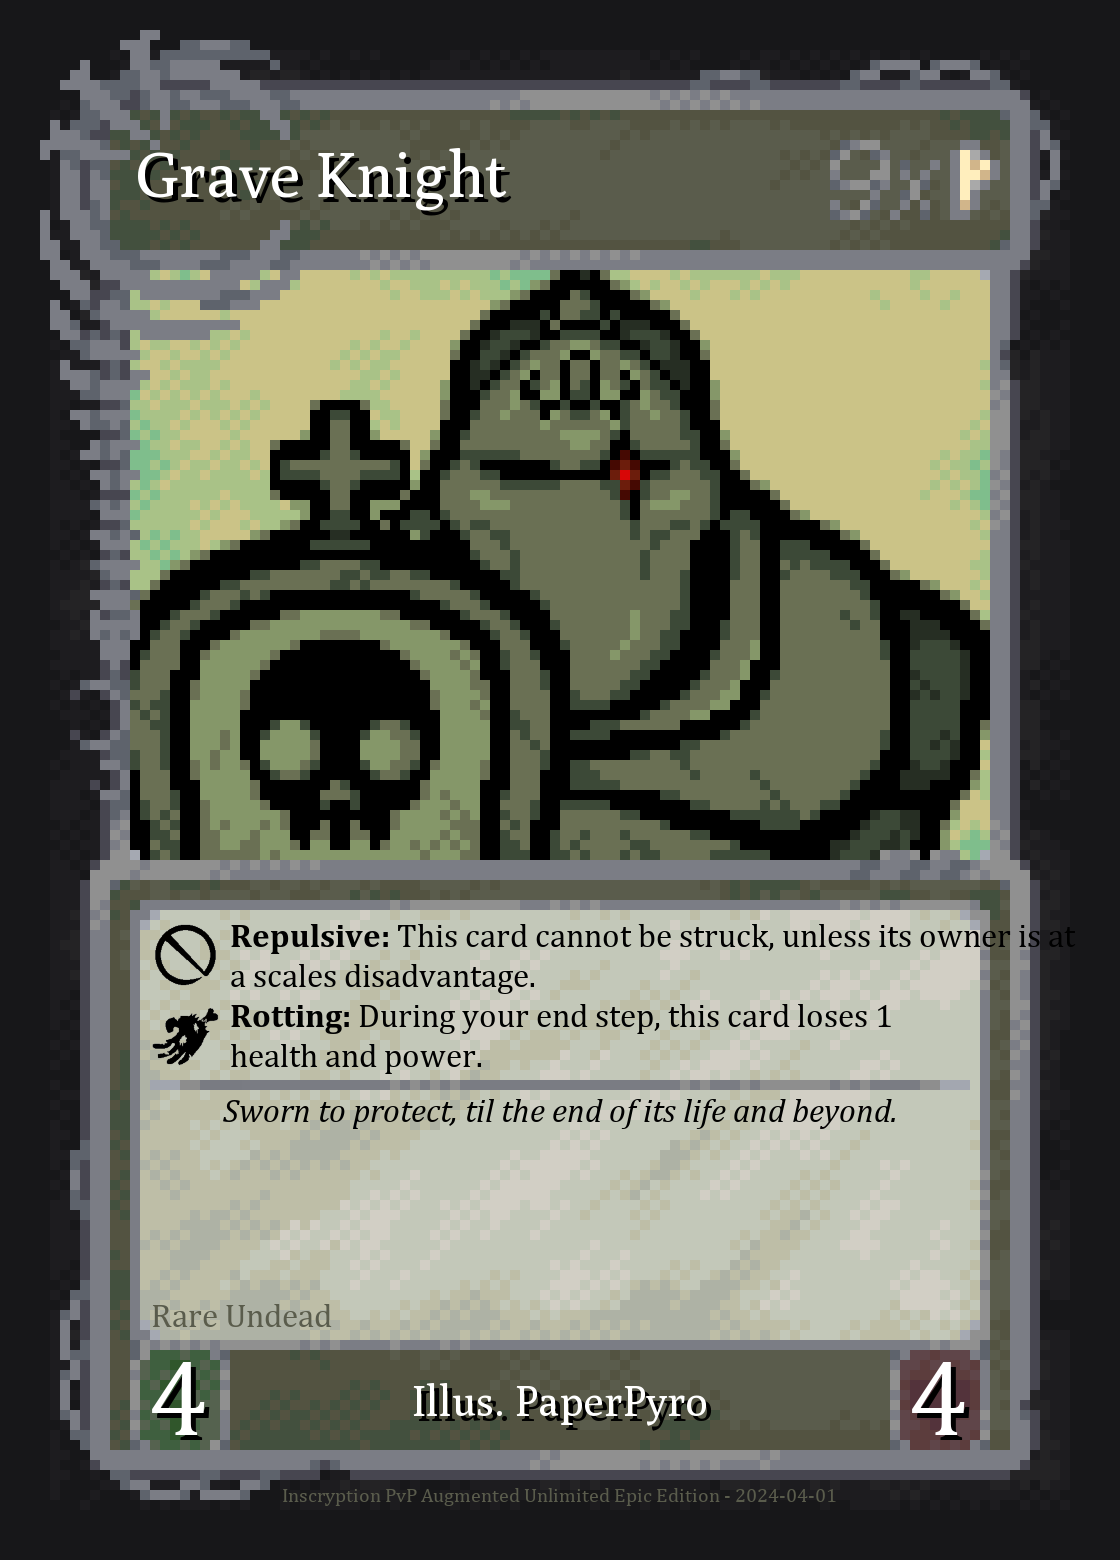 Grave Knight
9x
Repulsive: This card cannot be struck, unless its owner is at
a scales disadvantage.
Rotting: During your end step, this card loses 1
health and power.
Sworn to protect, til the end of its life and beyond.
Rare Undead
4 Illus. PaperPyro 4
Inscryption PvP Augmented Unlimited Epic Edition - 2024-04-01